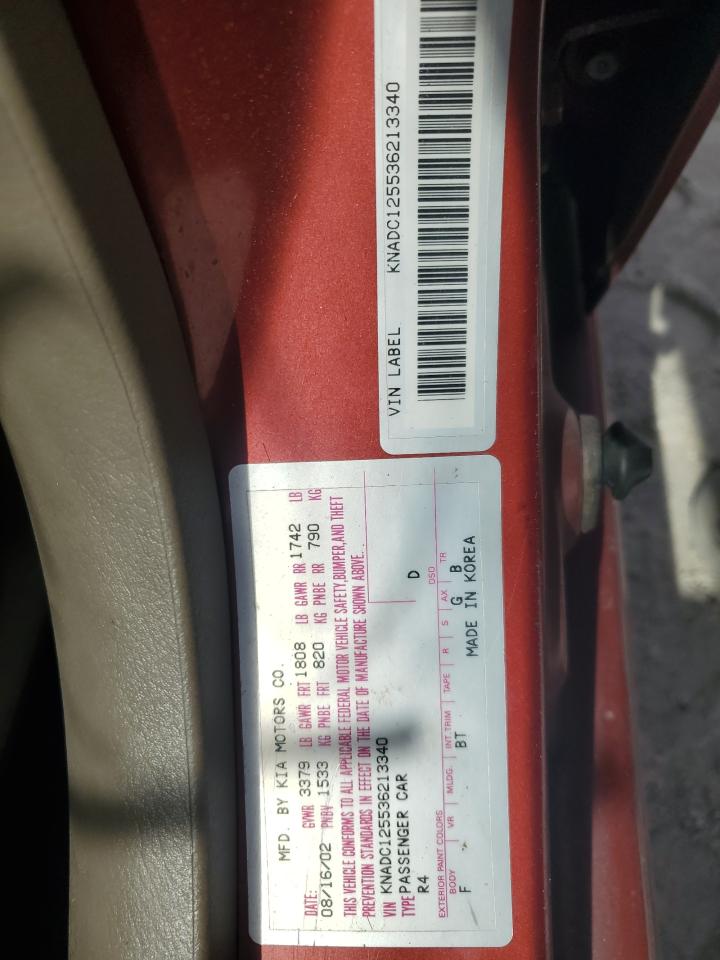 VIN LABEL KNADC125536213340
MFD. BY KIA MOTORS CO.
DATE: GVWR 3379 LB GAWR FRT 1808 LB GAWR RR 1742 LB
08/16/02 PNBV 1533 KG PNBE FRT 820 KG PNBE RR 790 KG
THIS VEHICLE CONFORMS TO ALL APPLICABLE FEDERAL MOTOR VEHICLE SAFETY,BUMPER,AND THEFT
PREVENTION STANDARDS IN EFFECT ON THE DATE OF MANUFACTURE SHOWN ABOVE.
VIN KNADC125536213340
TYPE PASSENGER CAR
R4 D
EXTERIOR PAINT COLORS DSO
BODY VR MLDG. INT.TRIM TAPE R S AX TR
F BT G B
MADE IN KOREA